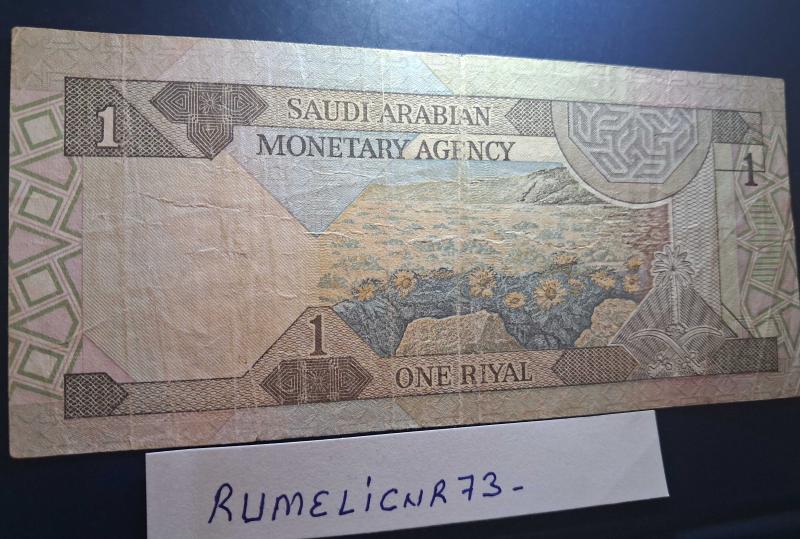 1
SAUDI ARABIAN
MONETARY AGENCY
1
1
ONE RIYAL
RUMELiCNR73-